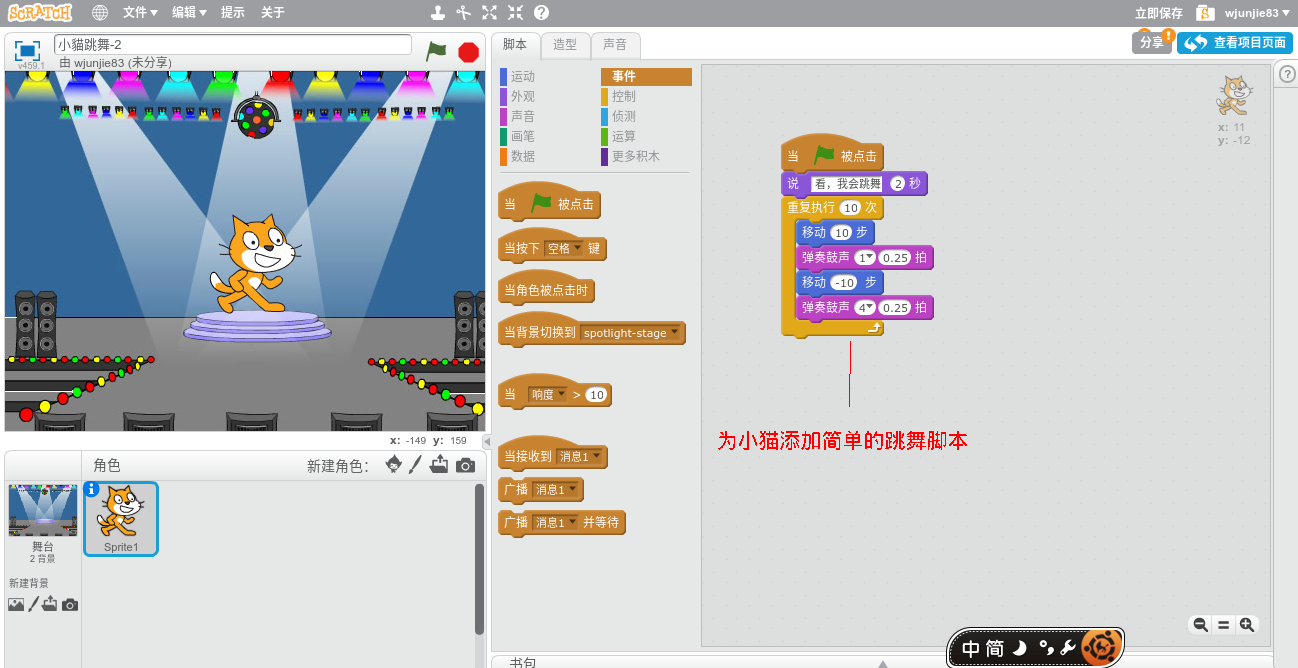 SCRATCH 文件▼ 编辑▼ 提示 关于 立即保存 wjunjie83▼
小猫跳舞-2
由 wjunjie83 (未分享)
v459.1
脚本 造型 声音
分享 查看项目页面
运动 事件
外观 控制
声音 侦测
画笔 运算
数据 更多积木
当 被点击
当按下 空格 键
当角色被点击时
当背景切换到 spotlight-stage
当 响度 > 10
当接收到 消息1
广播 消息1
广播 消息1 并等待
x: 11
y: -12
当 被点击
说 看，我会跳舞 2 秒
重复执行 10 次
移动 10 步
弹奏鼓声 1 0.25 拍
移动 -10 步
弹奏鼓声 4 0.25 拍
为小猫添加简单的跳舞脚本
x: -149 y: 159
角色 新建角色：
舞台
2 背景
新建背景
Sprite1
书包
中 简